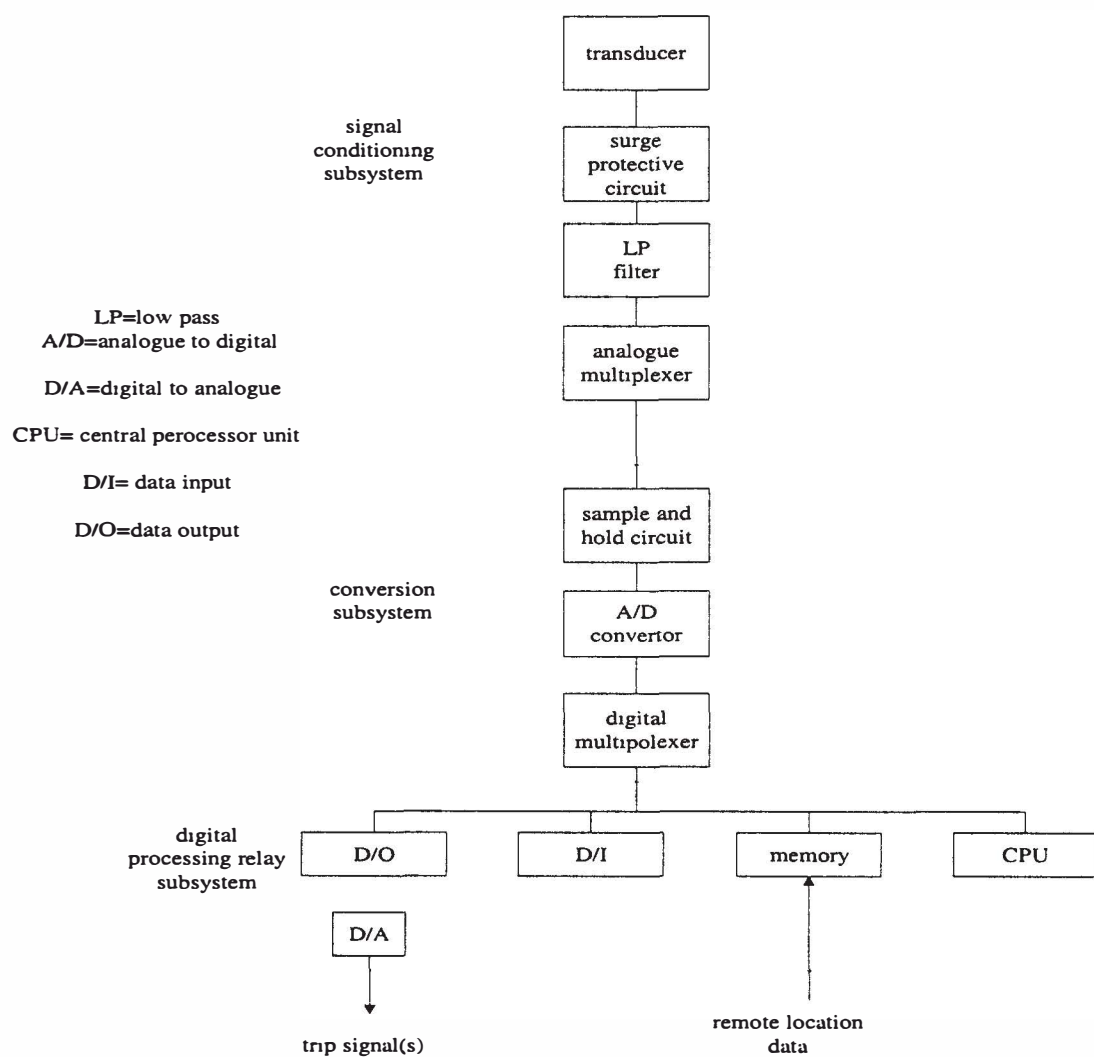 transducer
signal
conditioning
subsystem
surge
protective
circuit
LP
filter
LP=low pass
A/D=analogue to digital
D/A=digital to analogue
CPU= central perocessor unit
D/I= data input
D/O=data output
analogue
multiplexer
sample and
hold circuit
conversion
subsystem
A/D
convertor
digital
multipolexer
digital
processing relay
subsystem
D/O
D/I
memory
CPU
D/A
trip signal(s)
remote location
data